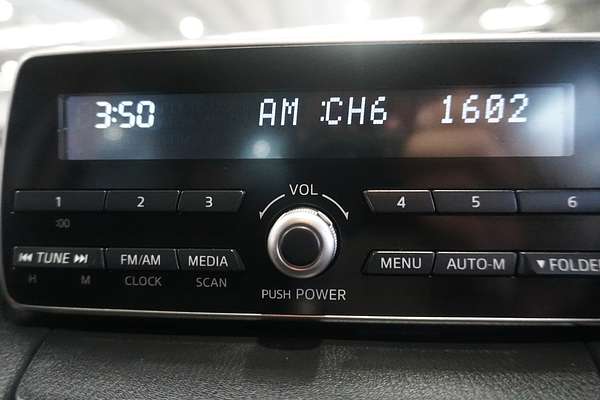 3:50 AM :CH6 1602
VOL
1 2 3 4 5 6
:00
⏮ TUNE ⏭ FM/AM MEDIA MENU AUTO-M ▼FOLDER
H M CLOCK SCAN
PUSH POWER